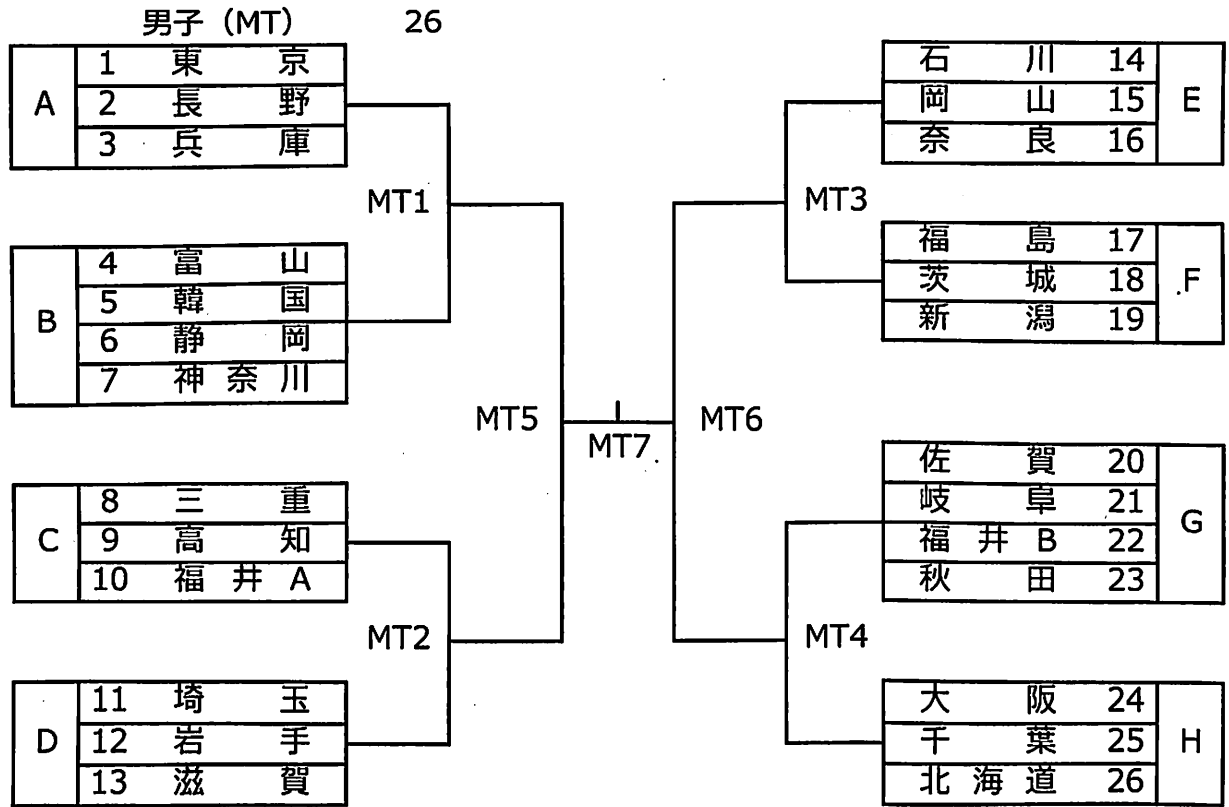 男子（MT） 26
A
1 東京
2 長野
3 兵庫
MT1
B
4 富山
5 韓国
6 静岡
7 神奈川
MT5
C
8 三重
9 高知
10 福井A
MT2
D
11 埼玉
12 岩手
13 滋賀
MT7
石川 14
岡山 15
奈良 16
E
MT3
福島 17
茨城 18
新潟 19
F
MT6
佐賀 20
岐阜 21
福井B 22
秋田 23
G
MT4
大阪 24
千葉 25
北海道 26
H